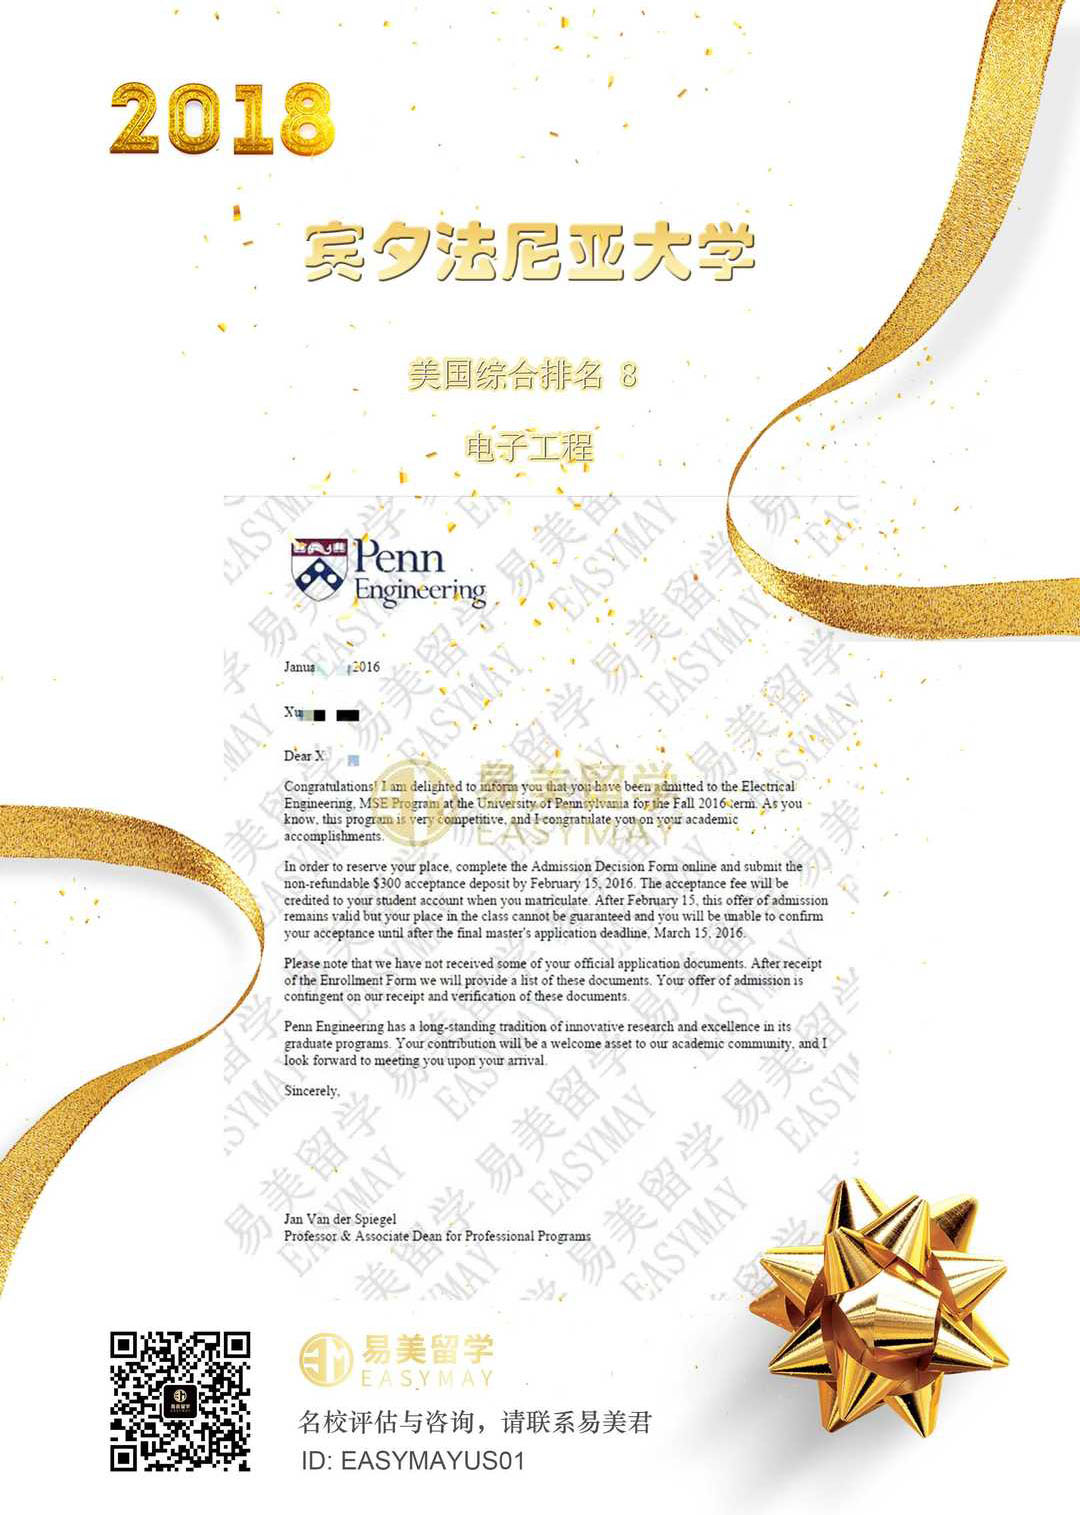 2018
宾夕法尼亚大学
美国综合排名 8
电子工程
Penn
Engineering
Janua 2016
Xu
Dear X
Congratulations! I am delighted to inform you that you have been admitted to the Electrical
Engineering, MSE Program at the University of Pennsylvania for the Fall 2016 term. As you
know, this program is very competitive, and I congratulate you on your academic
accomplishments.
In order to reserve your place, complete the Admission Decision Form online and submit the
non-refundable $300 acceptance deposit by February 15, 2016. The acceptance fee will be
credited to your student account when you matriculate. After February 15, this offer of admission
remains valid but your place in the class cannot be guaranteed and you will be unable to confirm
your acceptance until after the final master's application deadline, March 15, 2016.
Please note that we have not received some of your official application documents. After receipt
of the Enrollment Form we will provide a list of these documents. Your offer of admission is
contingent on our receipt and verification of these documents.
Penn Engineering has a long-standing tradition of innovative research and excellence in its
graduate programs. Your contribution will be a welcome asset to our academic community, and I
look forward to meeting you upon your arrival.
Sincerely,
Jan Van der Spiegel
Professor & Associate Dean for Professional Programs
易美留学
EASYMAY
易美留学
EASYMAY
名校评估与咨询，请联系易美君
ID: EASYMAYUS01